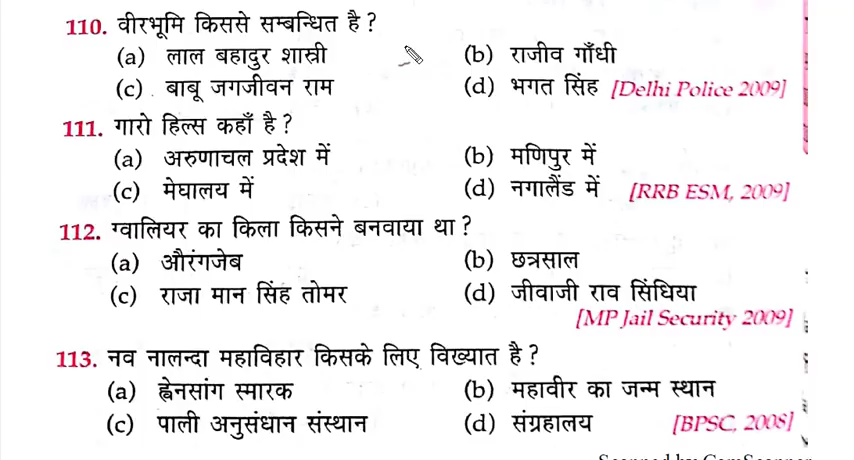 110. वीरभूमि किससे सम्बन्धित है ?
(a) लाल बहादुर शास्त्री (b) राजीव गाँधी
(c) . बाबू जगजीवन राम (d) भगत सिंह [Delhi Police 2009]
111. गारो हिल्स कहाँ है ?
(a) अरुणाचल प्रदेश में (b) मणिपुर में
(c) मेघालय में (d) नगालैंड में [RRB ESM, 2009]
112. ग्वालियर का किला किसने बनवाया था ?
(a) औरंगजेब (b) छत्रसाल
(c) राजा मान सिंह तोमर (d) जीवाजी राव सिंधिया
[MP Jail Security 2009]
113. नव नालन्दा महाविहार किसके लिए विख्यात है ?
(a) ह्वेनसांग स्मारक (b) महावीर का जन्म स्थान
(c) पाली अनुसंधान संस्थान (d) संग्रहालय [BPSC, 2008]